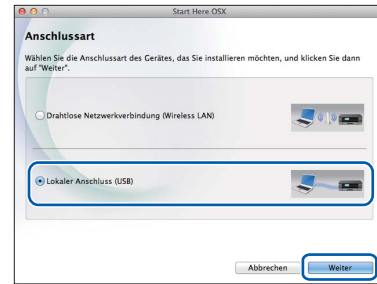 Start Here OSX
Anschlussart
Wählen Sie die Anschlussart des Gerätes, das Sie installieren möchten, und klicken Sie dann
auf "Weiter".
Drahtlose Netzwerkverbindung (Wireless LAN)
Lokaler Anschluss (USB)
Abbrechen
Weiter